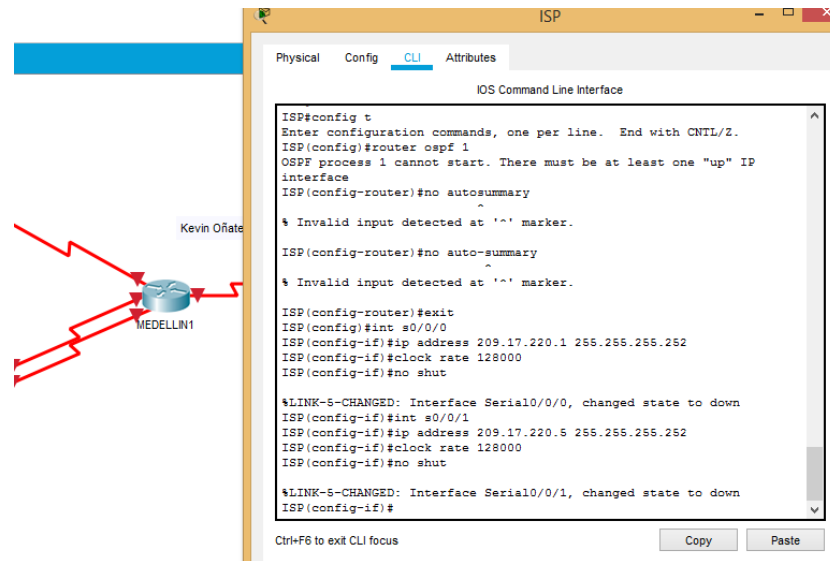 ISP
Physical Config CLI Attributes
IOS Command Line Interface
ISP#config t
Enter configuration commands, one per line. End with CNTL/Z.
ISP(config)#router ospf 1
OSPF process 1 cannot start. There must be at least one "up" IP
interface
ISP(config-router)#no autosummary
^
% Invalid input detected at '^' marker.
ISP(config-router)#no auto-summary
^
% Invalid input detected at '^' marker.
ISP(config-router)#exit
ISP(config)#int s0/0/0
ISP(config-if)#ip address 209.17.220.1 255.255.255.252
ISP(config-if)#clock rate 128000
ISP(config-if)#no shut
%LINK-5-CHANGED: Interface Serial0/0/0, changed state to down
ISP(config-if)#int s0/0/1
ISP(config-if)#ip address 209.17.220.5 255.255.255.252
ISP(config-if)#clock rate 128000
ISP(config-if)#no shut
%LINK-5-CHANGED: Interface Serial0/0/1, changed state to down
ISP(config-if)#
Ctrl+F6 to exit CLI focus
Copy Paste
Kevin Oñate
MEDELLIN1